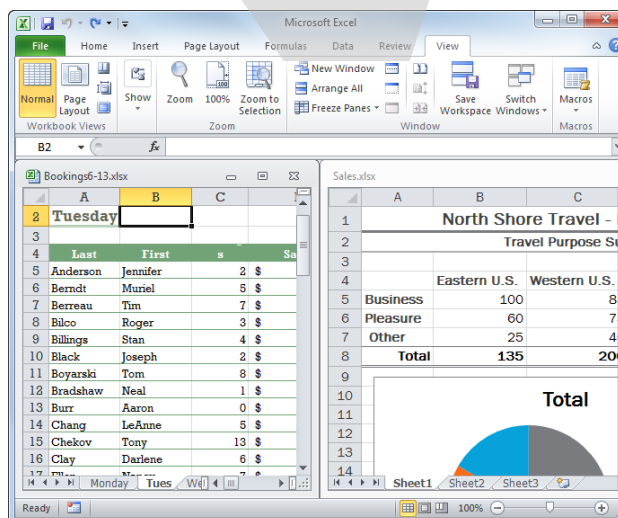 Microsoft Excel
File Home Insert Page Layout Formulas Data Review View
Normal Page Layout Show Zoom 100% Zoom to Selection New Window Arrange All Freeze Panes Save Workspace Switch Windows Macros
Workbook Views Zoom Window Macros
B2 fx
Bookings6-13.xlsx
A B C
2 Tuesday
3
4 Last First s Sa
5 Anderson Jennifer 2 $
6 Berndt Muriel 5 $
7 Berreau Tim 7 $
8 Bilco Roger 3 $
9 Billings Stan 4 $
10 Black Joseph 2 $
11 Boyarski Tom 8 $
12 Bradshaw Neal 1 $
13 Burr Aaron 0 $
14 Chang LeAnne 5 $
15 Chekov Tony 13 $
16 Clay Darlene 6 $
Monday Tues We
Sales.xlsx
A B C
1 North Shore Travel -
2 Travel Purpose Su
3
4 Eastern U.S. Western U.S.
5 Business 100 8
6 Pleasure 60 7
7 Other 25 4
8 Total 135 200
9
10 Total
11
12
13
14
Sheet1 Sheet2 Sheet3
Ready 100%